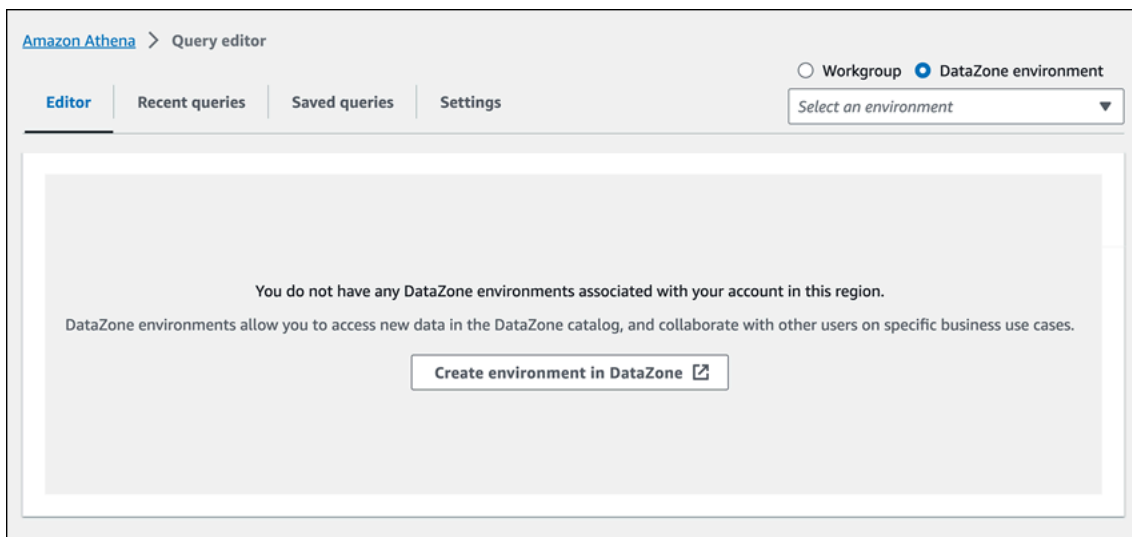 Amazon Athena > Query editor
Workgroup DataZone environment
Editor Recent queries Saved queries Settings
Select an environment
You do not have any DataZone environments associated with your account in this region.
DataZone environments allow you to access new data in the DataZone catalog, and collaborate with other users on specific business use cases.
Create environment in DataZone